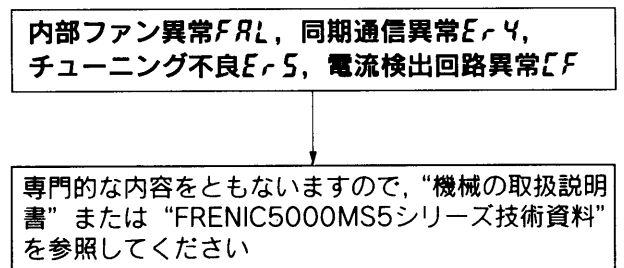 内部ファン異常FAL，同期通信異常Er4，
チューニング不良Er5，電流検出回路異常CF
専門的な内容をともないますので，“機械の取扱説明
書”または“FRENIC5000MS5シリーズ技術資料”
を参照してください